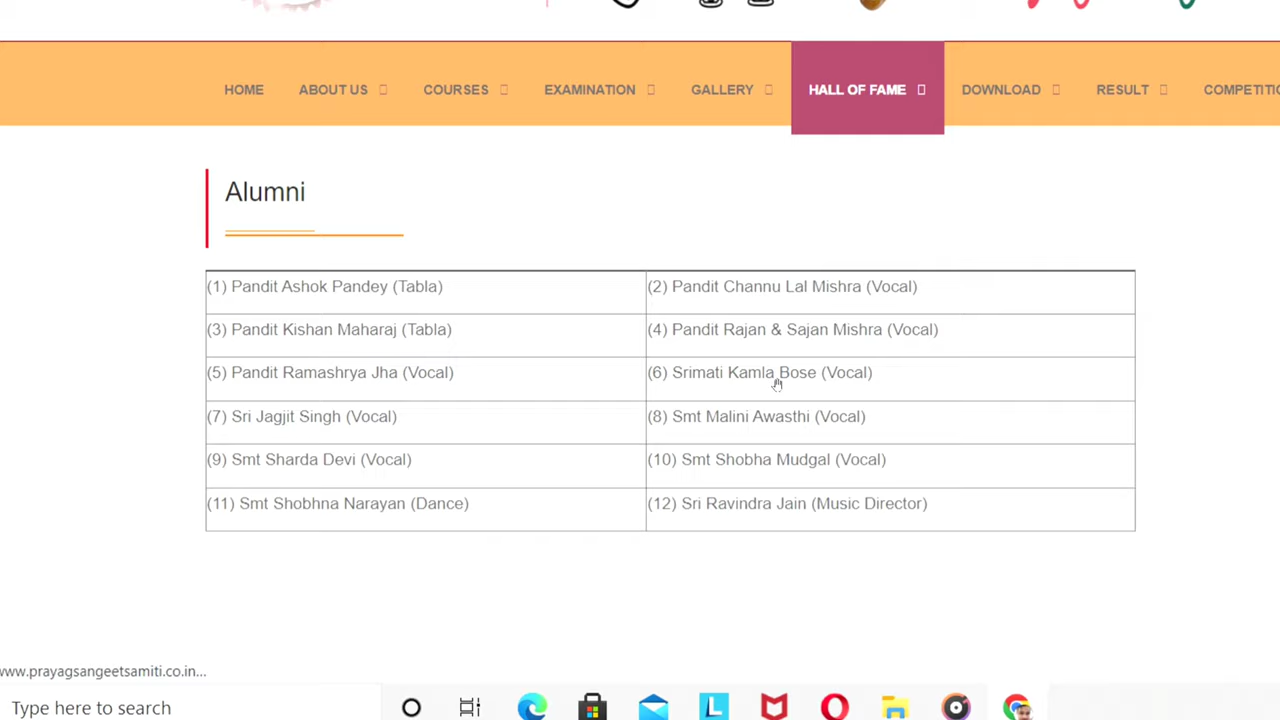 HOME ABOUT US COURSES EXAMINATION GALLERY HALL OF FAME DOWNLOAD RESULT
Alumni
(1) Pandit Ashok Pandey (Tabla) (2) Pandit Channu Lal Mishra (Vocal)
(3) Pandit Kishan Maharaj (Tabla) (4) Pandit Rajan & Sajan Mishra (Vocal)
(5) Pandit Ramashrya Jha (Vocal) (6) Srimati Kamla Bose (Vocal)
(7) Sri Jagjit Singh (Vocal) (8) Smt Malini Awasthi (Vocal)
(9) Smt Sharda Devi (Vocal) (10) Smt Shobha Mudgal (Vocal)
(11) Smt Shobhna Narayan (Dance) (12) Sri Ravindra Jain (Music Director)
www.prayagsangeetsamiti.co.in...
Type here to search